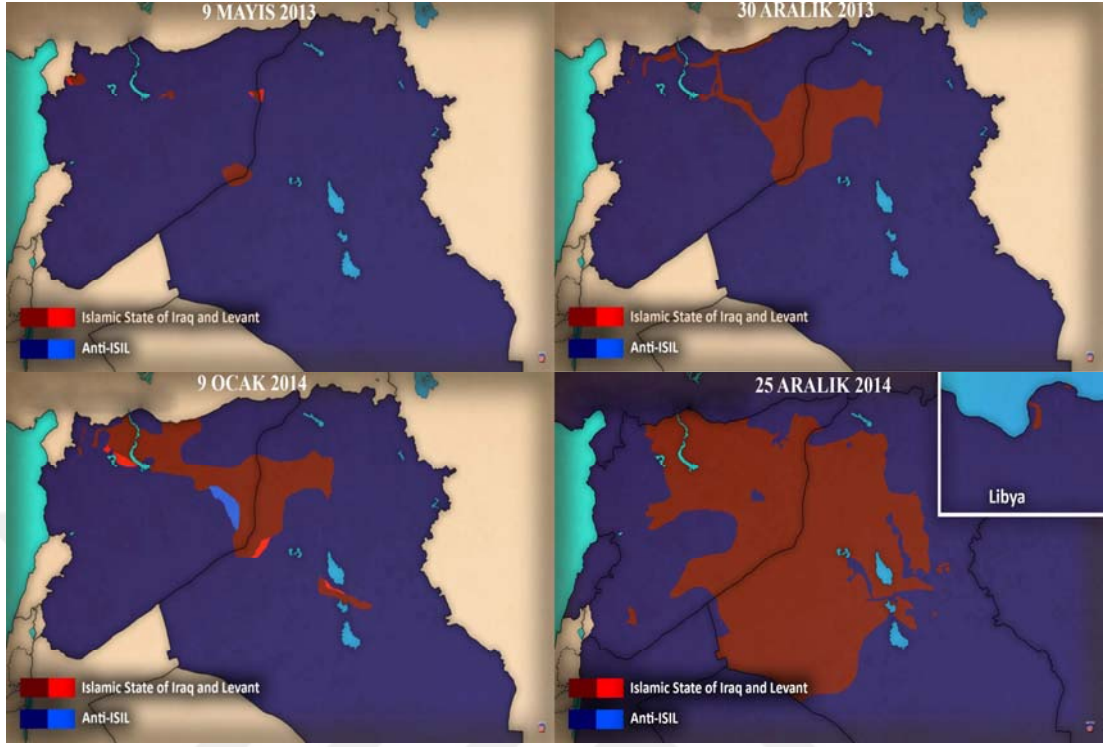 9 MAYIS 2013
Islamic State of Iraq and Levant
Anti-ISIL
30 ARALIK 2013
Islamic State of Iraq and Levant
Anti-ISIL
9 OCAK 2014
Islamic State of Iraq and Levant
Anti-ISIL
25 ARALIK 2014
Libya
Islamic State of Iraq and Levant
Anti-ISIL